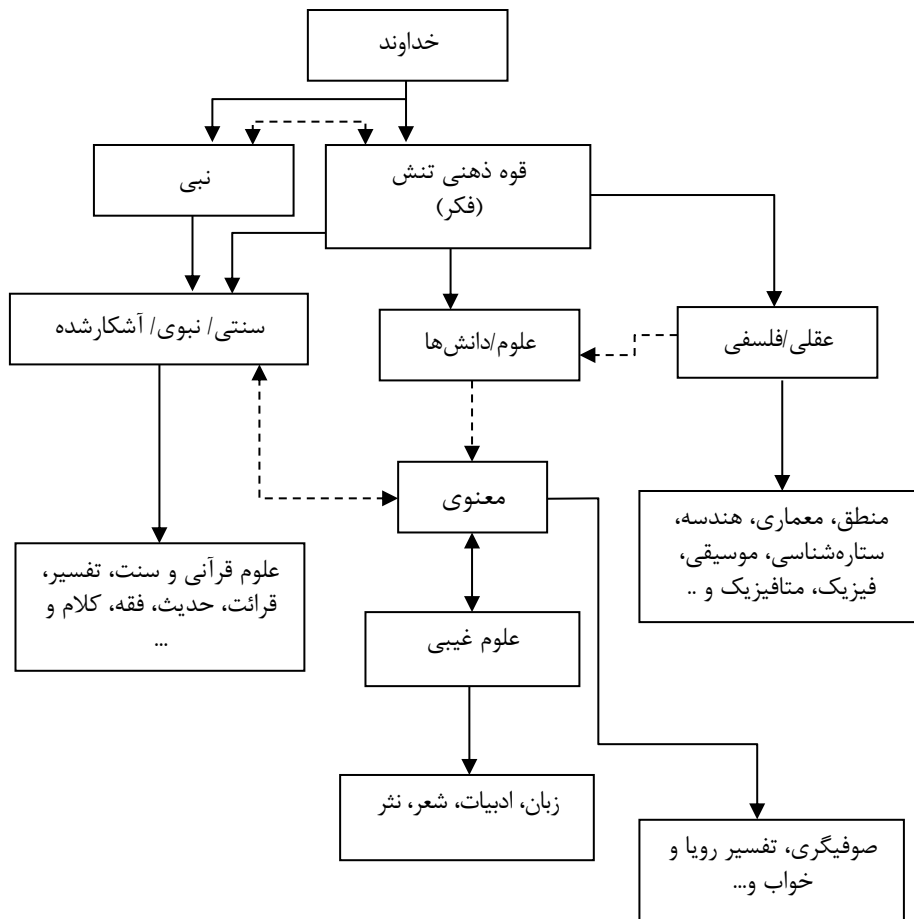 خداوند
نبی
قوه ذهنی تنش
(فکر)
سنتی/ نبوی/ آشکارشده
علوم/دانش‌ها
عقلی/فلسفی
معنوی
منطق، معماری، هندسه،
ستاره‌شناسی، موسیقی،
فیزیک، متافیزیک و ..
علوم قرآنی و سنت، تفسیر،
قرائت، حدیث، فقه، کلام و
...
علوم غیبی
زبان، ادبیات، شعر، نثر
صوفیگری، تفسیر رویا و
خواب و...